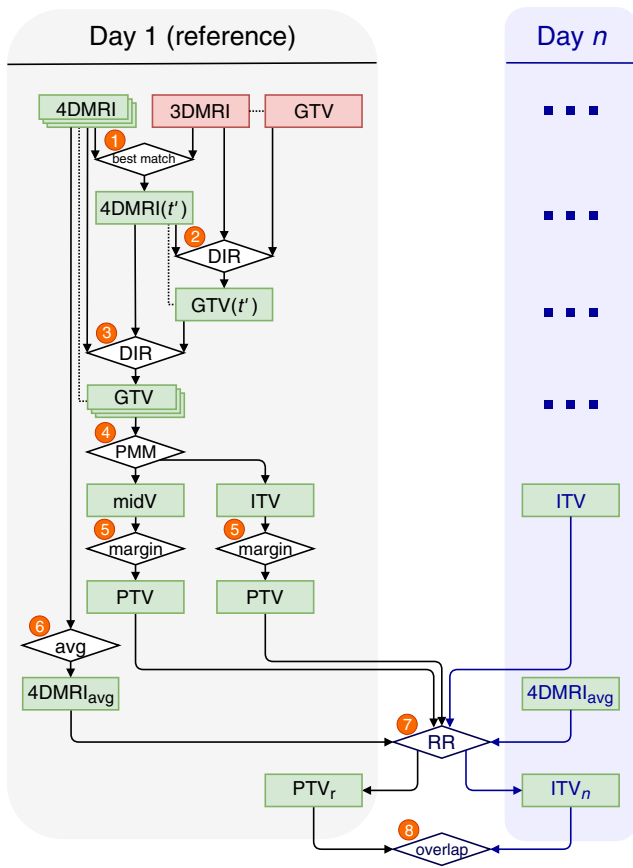 Day 1 (reference)
Day n
4DMRI
3DMRI
GTV
1
best match
4DMRI(t′)
2
DIR
GTV(t′)
3
DIR
GTV
4
PMM
midV
ITV
ITV
5
margin
5
margin
PTV
PTV
6
avg
4DMRIavg
4DMRIavg
7
RR
PTVr
ITVn
8
overlap